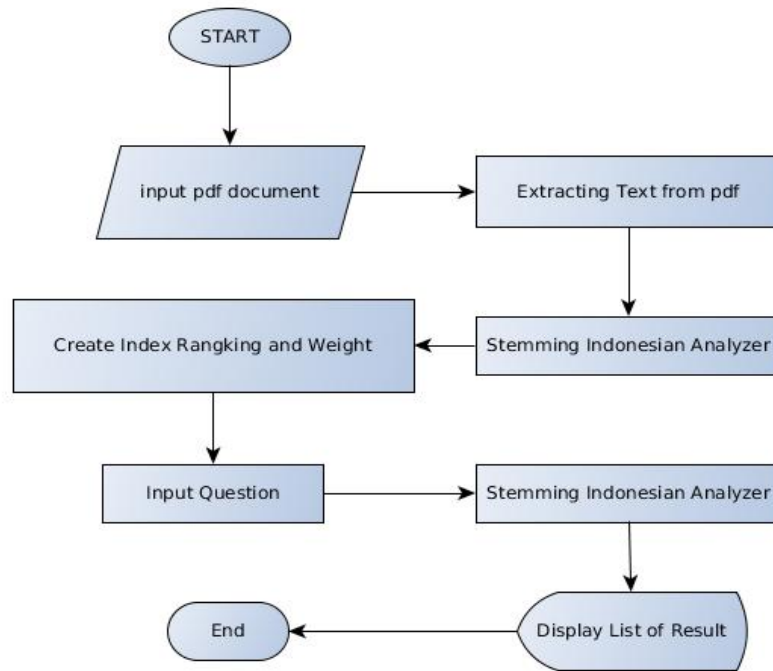 START
input pdf document
Extracting Text from pdf
Stemming Indonesian Analyzer
Create Index Rangking and Weight
Input Question
Stemming Indonesian Analyzer
Display List of Result
End